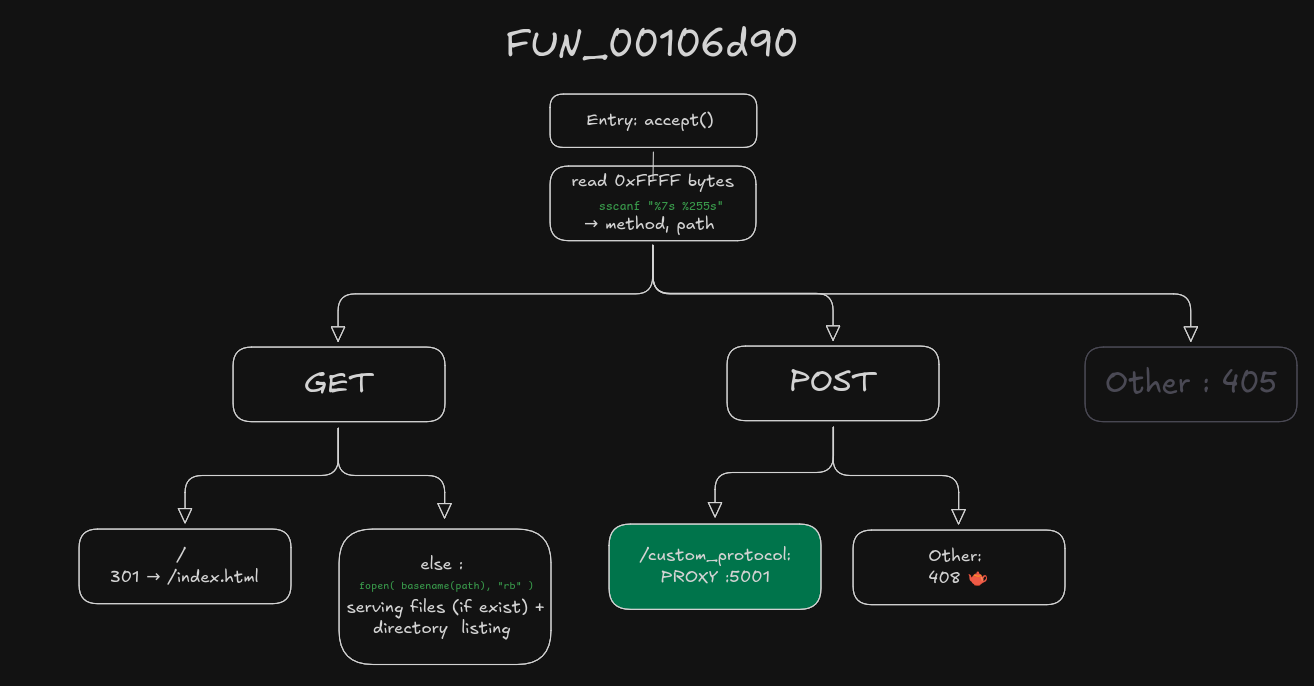 FUN_00106d90
Entry: accept()
read 0xFFFF bytes
sscanf "%7s %255s"
→ method, path
GET
POST
Other : 405
/
301 → /index.html
else :
fopen( basename(path), "rb" )
serving files (if exist) +
directory listing
/custom_protocol:
PROXY :5001
Other:
408 🫖